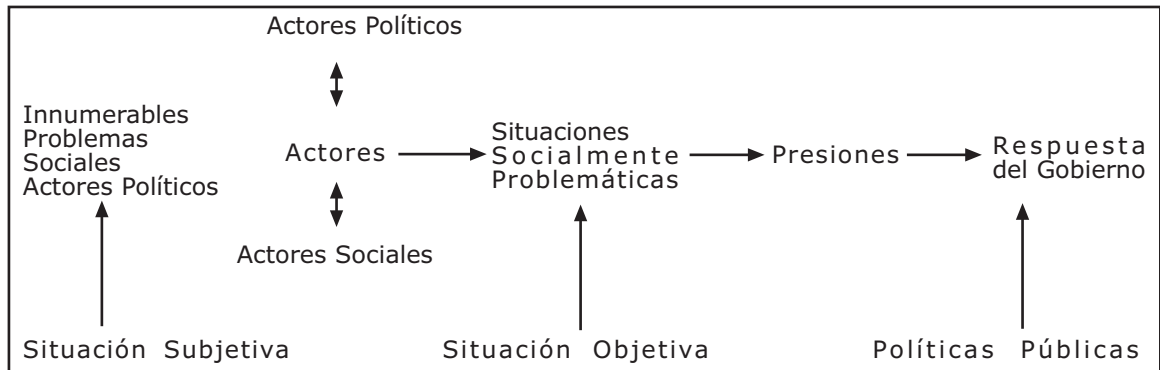 Actores Políticos
Innumerables
Problemas
Sociales
Actores Políticos
Actores
Situaciones
Socialmente
Problemáticas
Presiones
Respuesta
del Gobierno
Actores Sociales
Situación Subjetiva
Situación Objetiva
Políticas Públicas